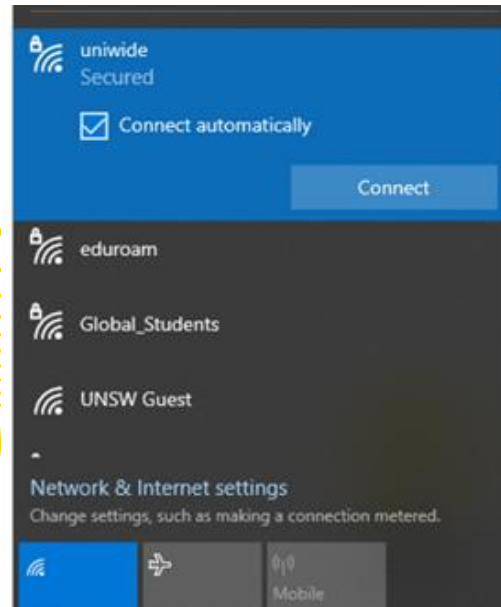 uniwide
Secured
Connect automatically
Connect
eduroam
Global_Students
UNSW Guest
Network & Internet settings
Change settings, such as making a connection metered.
Mobile